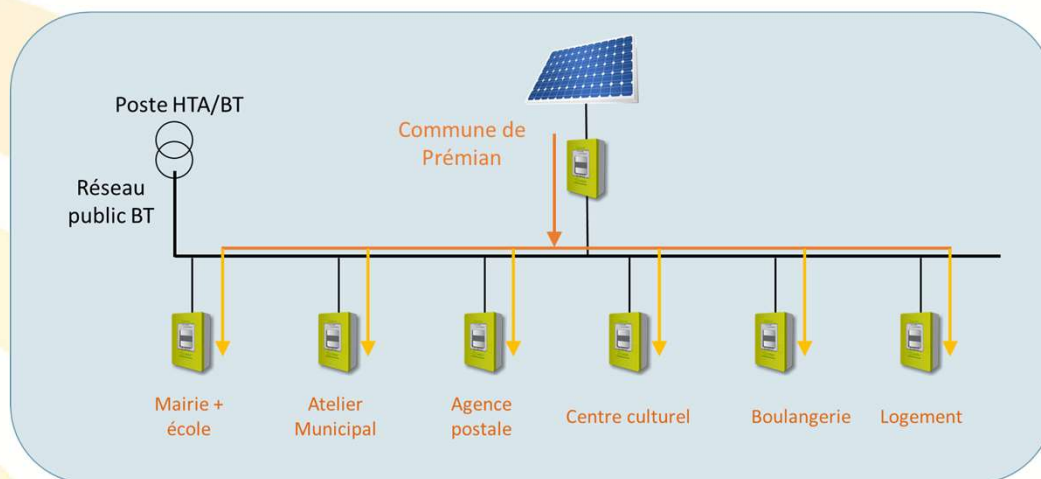 Poste HTA/BT
Réseau
public BT
Commune de
Prémian
Mairie +
école
Atelier
Municipal
Agence
postale
Centre culturel
Boulangerie
Logement